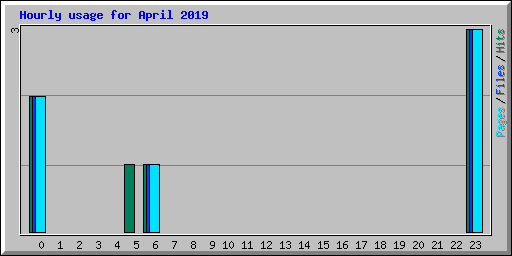 Hourly usage for April 2019
3
Pages/Files/Hits
0 1 2 3 4 5 6 7 8 9 10 11 12 13 14 15 16 17 18 19 20 21 22 23